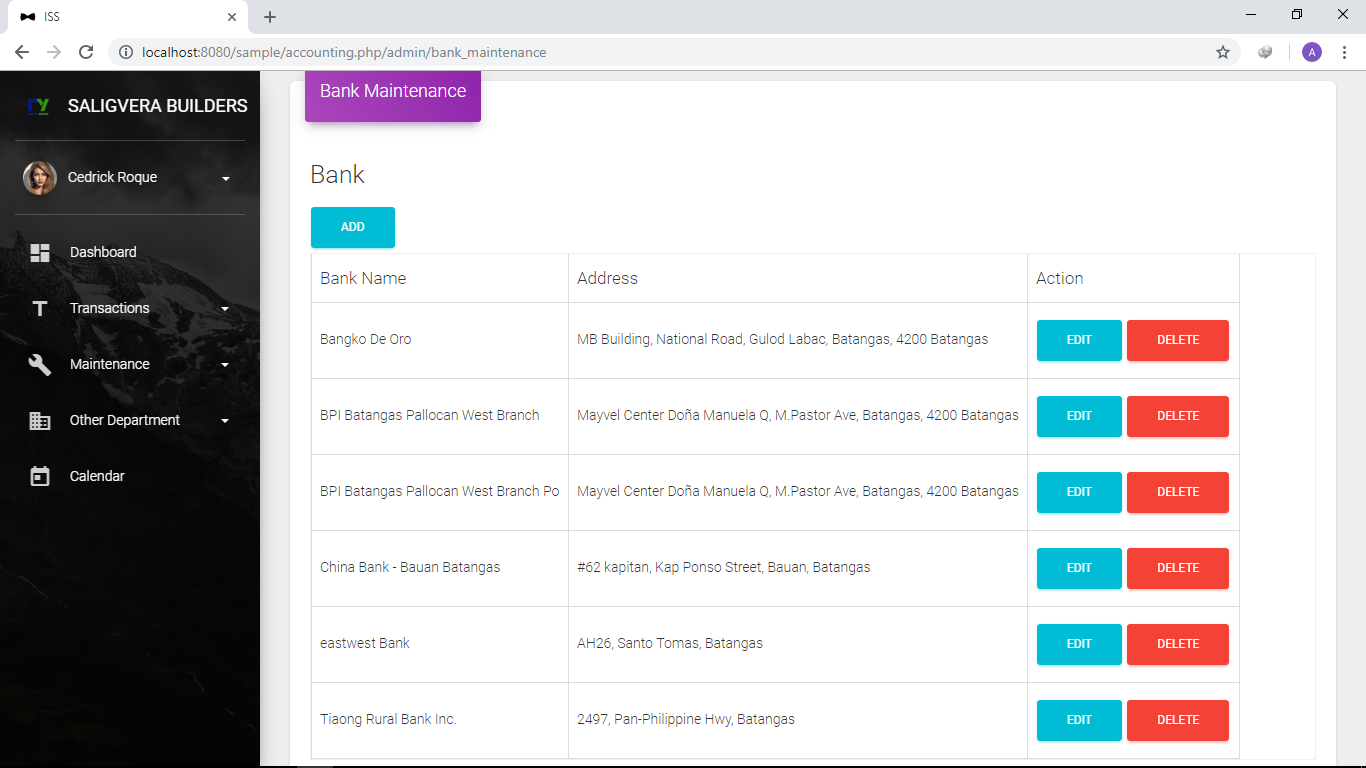 ISS
localhost:8080/sample/accounting.php/admin/bank_maintenance
A
SALIGVERA BUILDERS
Cedrick Roque
Dashboard
Transactions
Maintenance
Other Department
Calendar
Bank Maintenance
Bank
ADD
Bank Name Address Action
Bangko De Oro MB Building, National Road, Gulod Labac, Batangas, 4200 Batangas EDIT DELETE
BPI Batangas Pallocan West Branch Mayvel Center Doña Manuela Q, M.Pastor Ave, Batangas, 4200 Batangas EDIT DELETE
BPI Batangas Pallocan West Branch Po Mayvel Center Doña Manuela Q, M.Pastor Ave, Batangas, 4200 Batangas EDIT DELETE
China Bank - Bauan Batangas #62 kapitan, Kap Ponso Street, Bauan, Batangas EDIT DELETE
eastwest Bank AH26, Santo Tomas, Batangas EDIT DELETE
Tiaong Rural Bank Inc. 2497, Pan-Philippine Hwy, Batangas EDIT DELETE